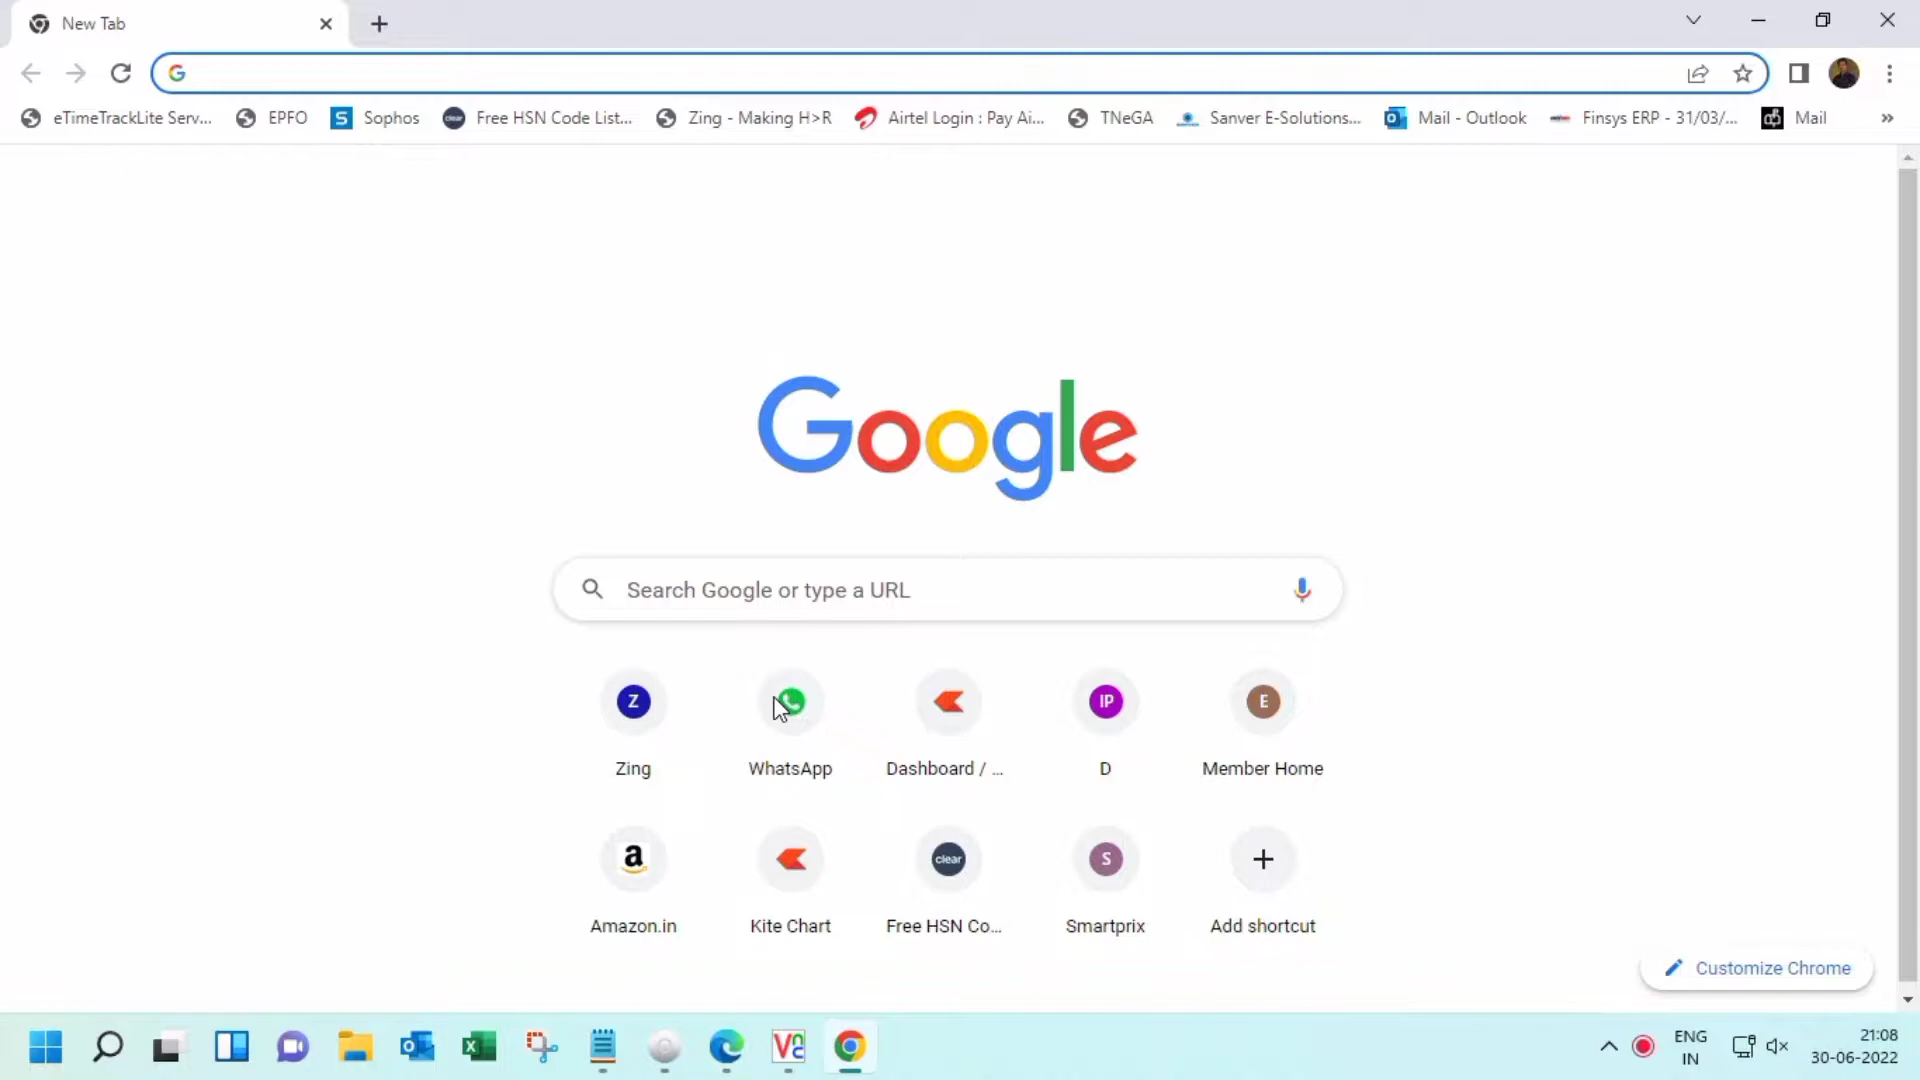 New Tab
eTimeTrackLite Serv...
EPFO
S
Sophos
clear
Free HSN Code List...
Zing - Making H>R
Airtel Login : Pay Ai...
TNeGA
Sanver E-Solutions...
Mail - Outlook
Finsys ERP - 31/03/...
Mail
»
Google
Search Google or type a URL
Z
IP
E
Zing
WhatsApp
Dashboard / ...
D
Member Home
a
clear
S
Amazon.in
Kite Chart
Free HSN Co...
Smartprix
Add shortcut
Customize Chrome
ENG
IN
21:08
30-06-2022